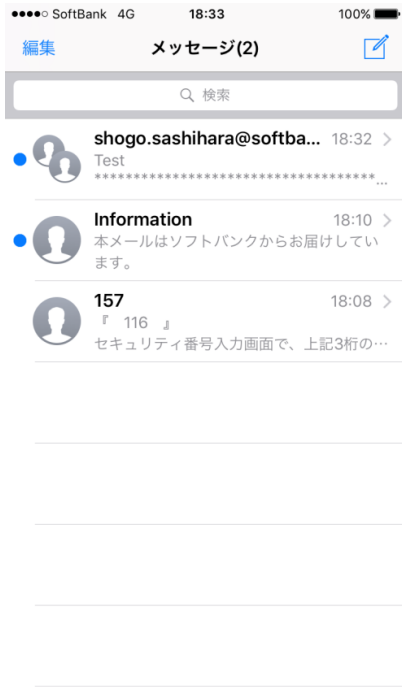 SoftBank 4G 18:33 100%
編集 メッセージ(2)
検索
shogo.sashihara@softba... 18:32
Test
************************************...
Information 18:10
本メールはソフトバンクからお届けしてい
ます。
157 18:08
『 116 』
セキュリティ番号入力画面で、上記3桁の…